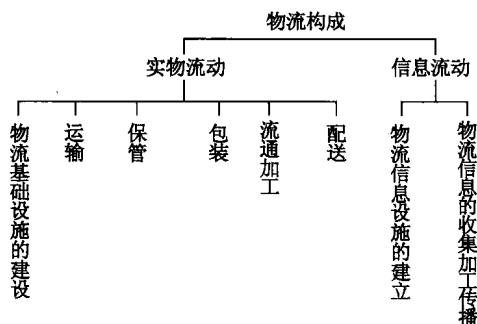 物流构成
实物流动
信息流动
物流基础设施的建设
运输
保管
包装
流通加工
配送
物流信息设施的建立
物流信息的收集加工传播